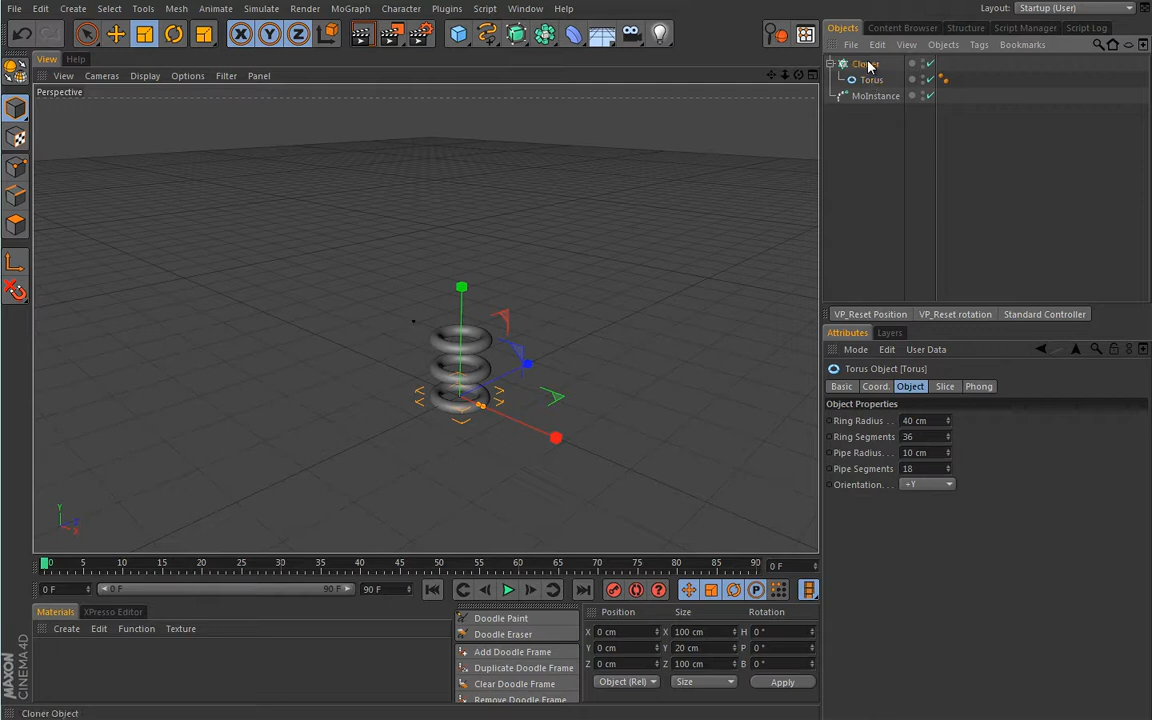 File Edit Create Tools Select Mesh Animate Simulate Render MoGraph Character Plugins Script Window Help Layout: Startup (User)
X Y Z
Objects Content Browser Structure Script Manager Script Log
File Edit View Objects Tags Bookmarks
View Help
View Cameras Display Options Filter Panel
Perspective
Cloner
Torus
MoInstance
VP_Reset Position VP_Reset rotation Standard Controller
Attributes Layers
Mode Edit User Data
Torus Object [Torus]
Basic Coord. Object Slice Phong
Object Properties
Ring Radius . . 40 cm
Ring Segments 36
Pipe Radius. . . 10 cm
Pipe Segments 18
Orientation. . . +Y
Y
Z
X
0 5 10 15 20 25 30 35 40 45 50 55 60 65 70 75 80 85 90 0 F
0 F 0 F 90 F 90 F
P
Materials XPresso Editor
Create Edit Function Texture
Doodle Paint
Doodle Eraser
Add Doodle Frame
Duplicate Doodle Frame
Clear Doodle Frame
Remove Doodle Frame
Position Size Rotation
X 0 cm X 100 cm H 0 °
Y 0 cm Y 20 cm P 0 °
Z 0 cm Z 100 cm B 0 °
Object (Rel) Size Apply
MAXON
CINEMA 4D
Cloner Object